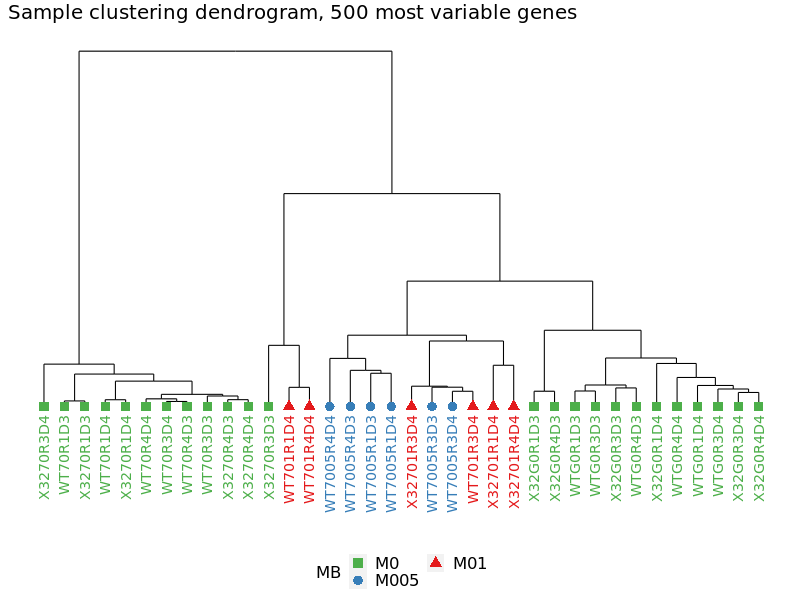 Sample clustering dendrogram, 500 most variable genes
X3270R3D4
WT70R1D3
X3270R1D3
WT70R1D4
X3270R1D4
WT70R4D4
WT70R3D4
WT70R4D3
WT70R3D3
X3270R4D3
X3270R4D4
X3270R3D3
WT701R1D4
WT701R4D4
WT7005R4D4
WT7005R4D3
WT7005R1D3
WT7005R1D4
X32701R3D4
WT7005R3D3
WT7005R3D4
WT701R3D4
X32701R1D4
X32701R4D4
X32G0R1D3
X32G0R4D3
WTG0R1D3
WTG0R3D3
X32G0R3D3
WTG0R4D3
X32G0R1D4
WTG0R4D4
WTG0R1D4
WTG0R3D4
X32G0R3D4
X32G0R4D4
MB
M0
M01
M005